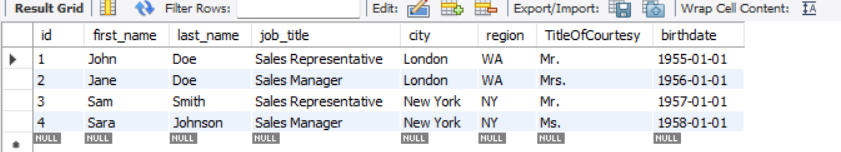 Result Grid Filter Rows: Edit: Export/Import: Wrap Cell Content: IA
id first_name last_name job_title city region TitleOfCourtesy birthdate
1 John Doe Sales Representative London WA Mr. 1955-01-01
2 Jane Doe Sales Manager London WA Mrs. 1956-01-01
3 Sam Smith Sales Representative New York NY Mr. 1957-01-01
4 Sara Johnson Sales Manager New York NY Ms. 1958-01-01
NULL NULL NULL NULL NULL NULL NULL NULL